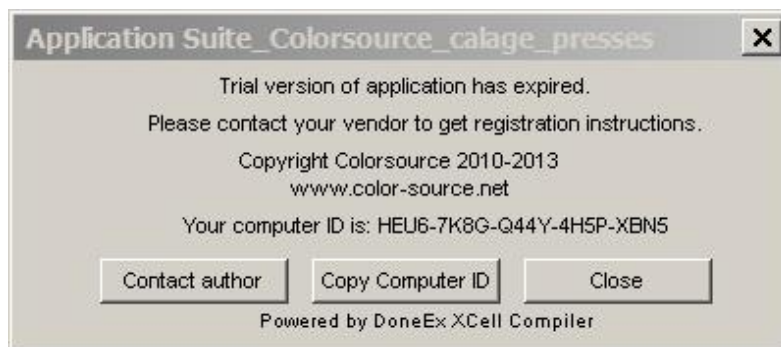 Application Suite_Colorsource_calage_presses
Trial version of application has expired.
Please contact your vendor to get registration instructions.
Copyright Colorsource 2010-2013
www.color-source.net
Your computer ID is: HEU6-7K8G-Q44Y-4H5P-XBN5
Contact author Copy Computer ID Close
Powered by DoneEx XCell Compiler